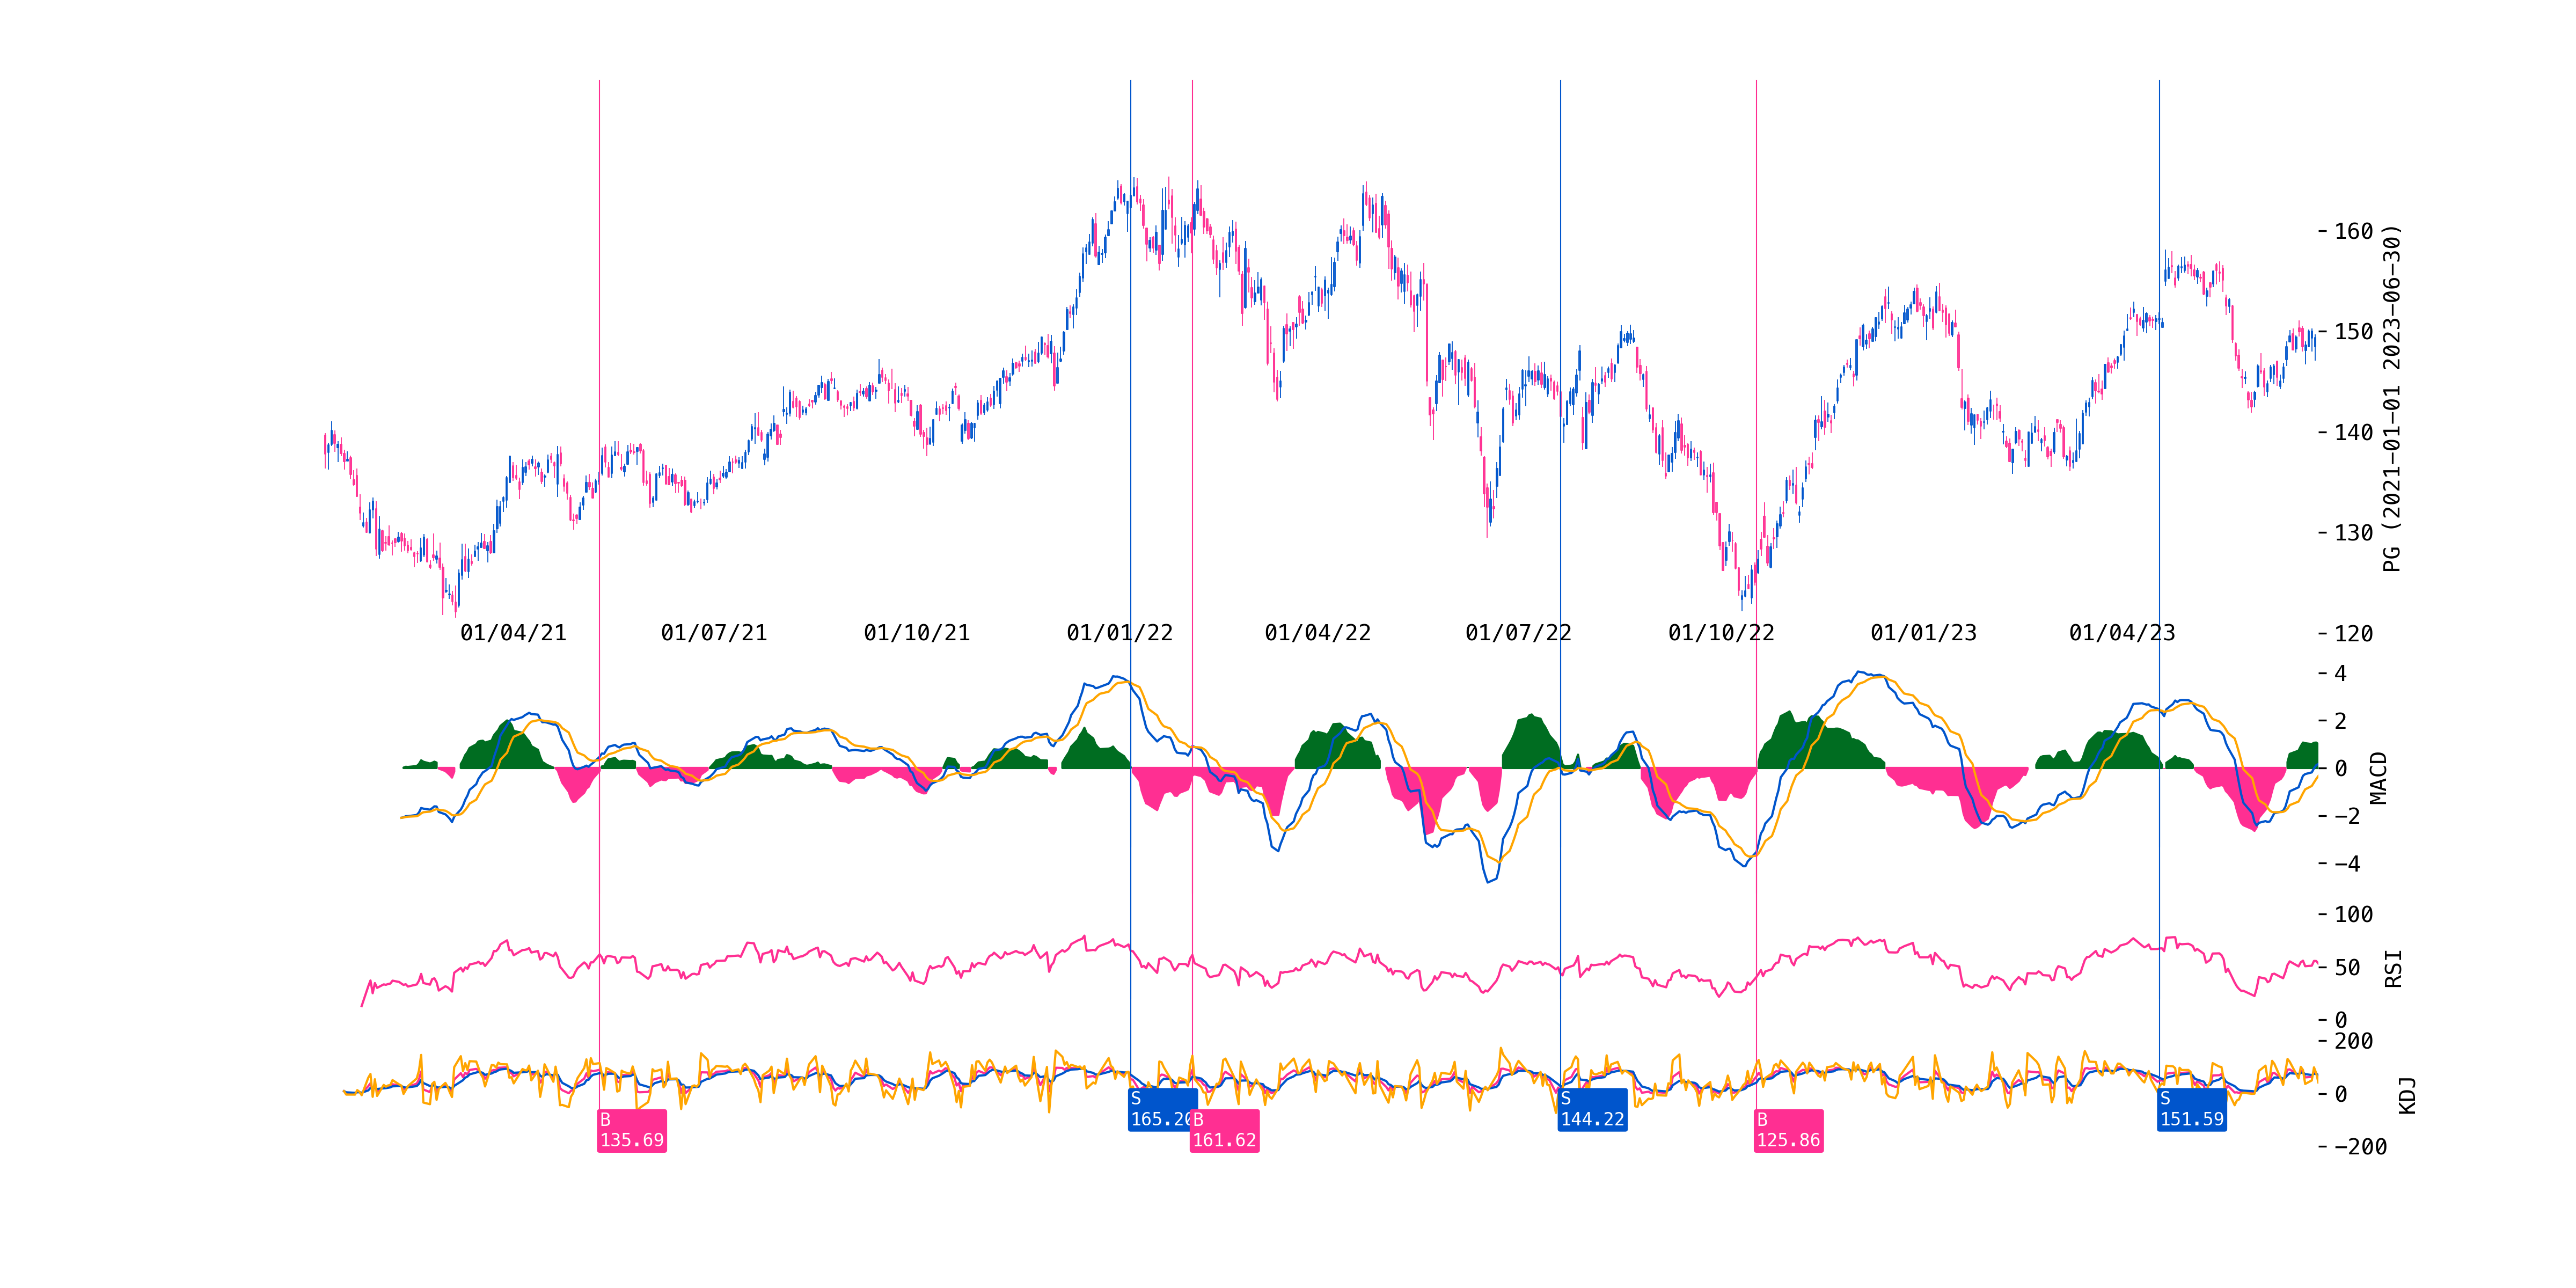 160
150
140
130
120
PG (2021-01-01 2023-06-30)
01/04/21 01/07/21 01/10/21 01/01/22 01/04/22 01/07/22 01/10/22 01/01/23 01/04/23
4
2
0
−2
−4
MACD
100
50
0
RSI
200
0
−200
KDJ
B
135.69
S
165.26
B
161.62
S
144.22
B
125.86
S
151.59